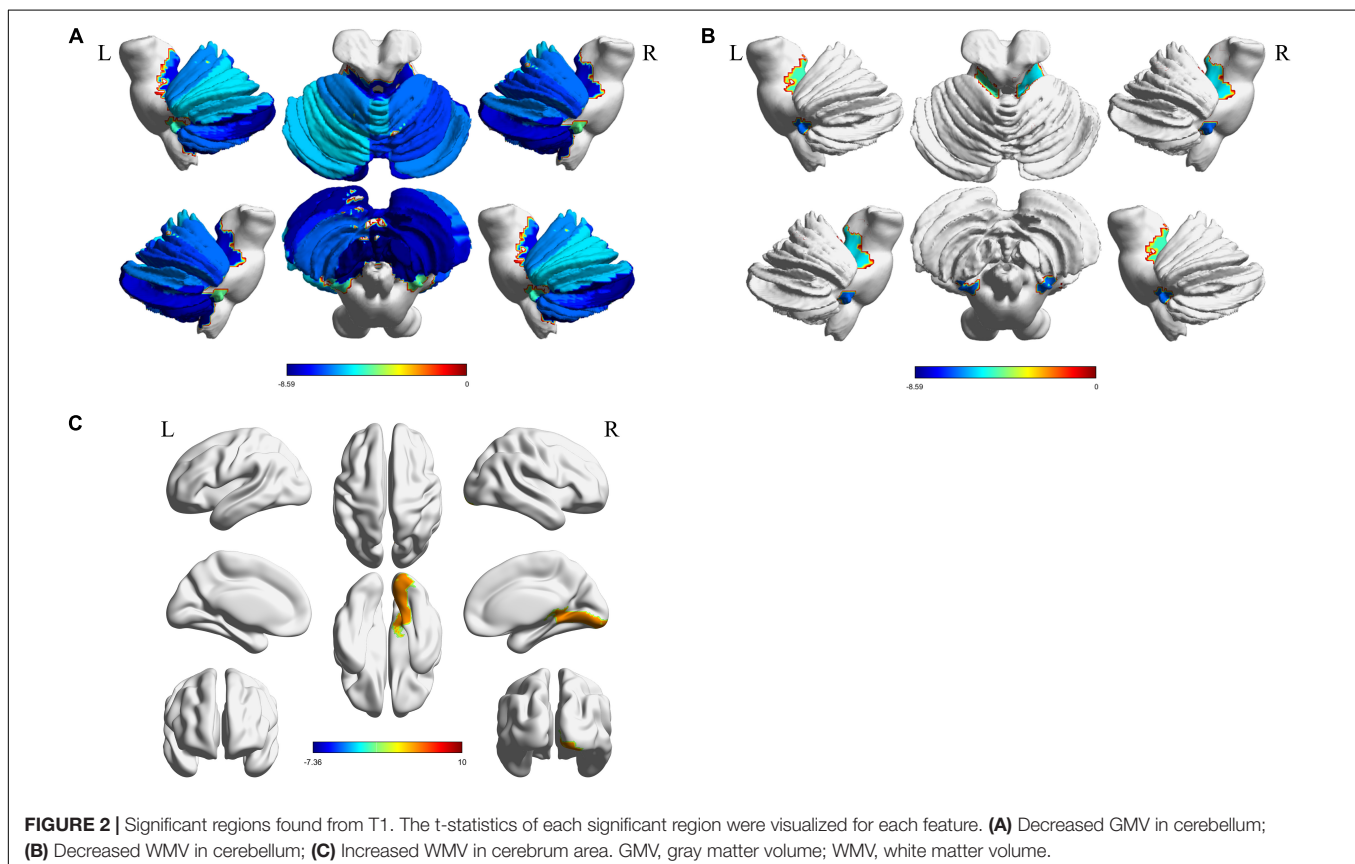 A
L
R
B
L
R
-8.59
0
-8.59
0
C
L
R
-7.36
10
FIGURE 2 | Significant regions found from T1. The t-statistics of each significant region were visualized for each feature. (A) Decreased GMV in cerebellum;
(B) Decreased WMV in cerebellum; (C) Increased WMV in cerebrum area. GMV, gray matter volume; WMV, white matter volume.